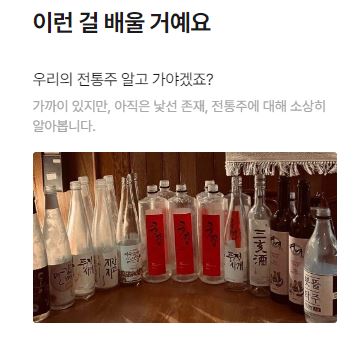 이런 걸 배울 거예요
우리의 전통주 알고 가야겠죠?
가까이 있지만, 아직은 낯선 존재, 전통주에 대해 소상히
알아봅니다.
三亥酒